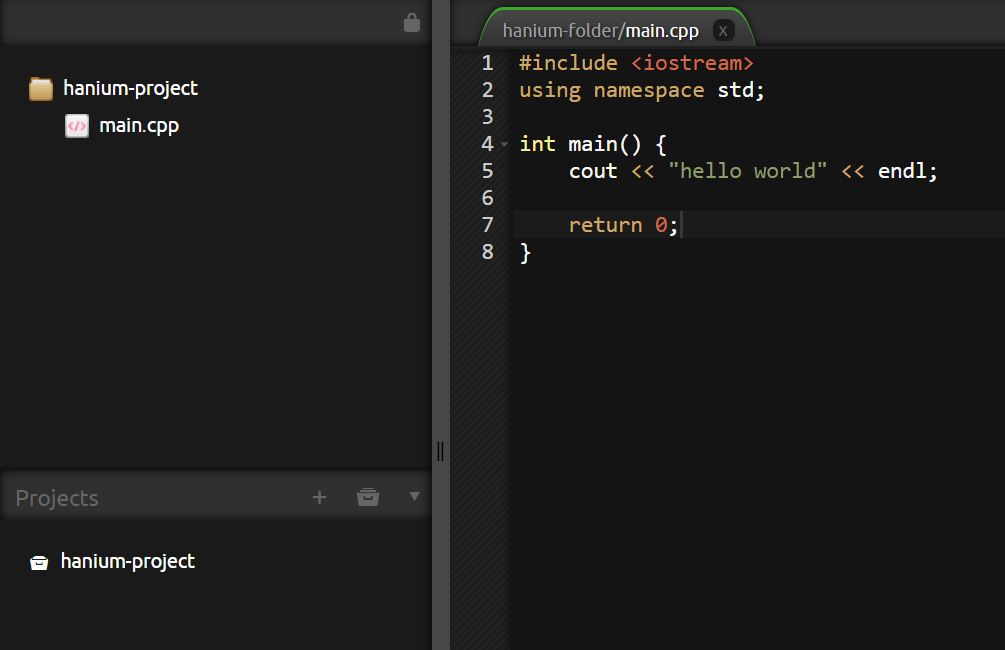 hanium-project
main.cpp
Projects
hanium-project
hanium-folder/main.cpp x
1 #include <iostream>
2 using namespace std;
3
4 int main() {
5     cout << "hello world" << endl;
6
7     return 0;
8 }